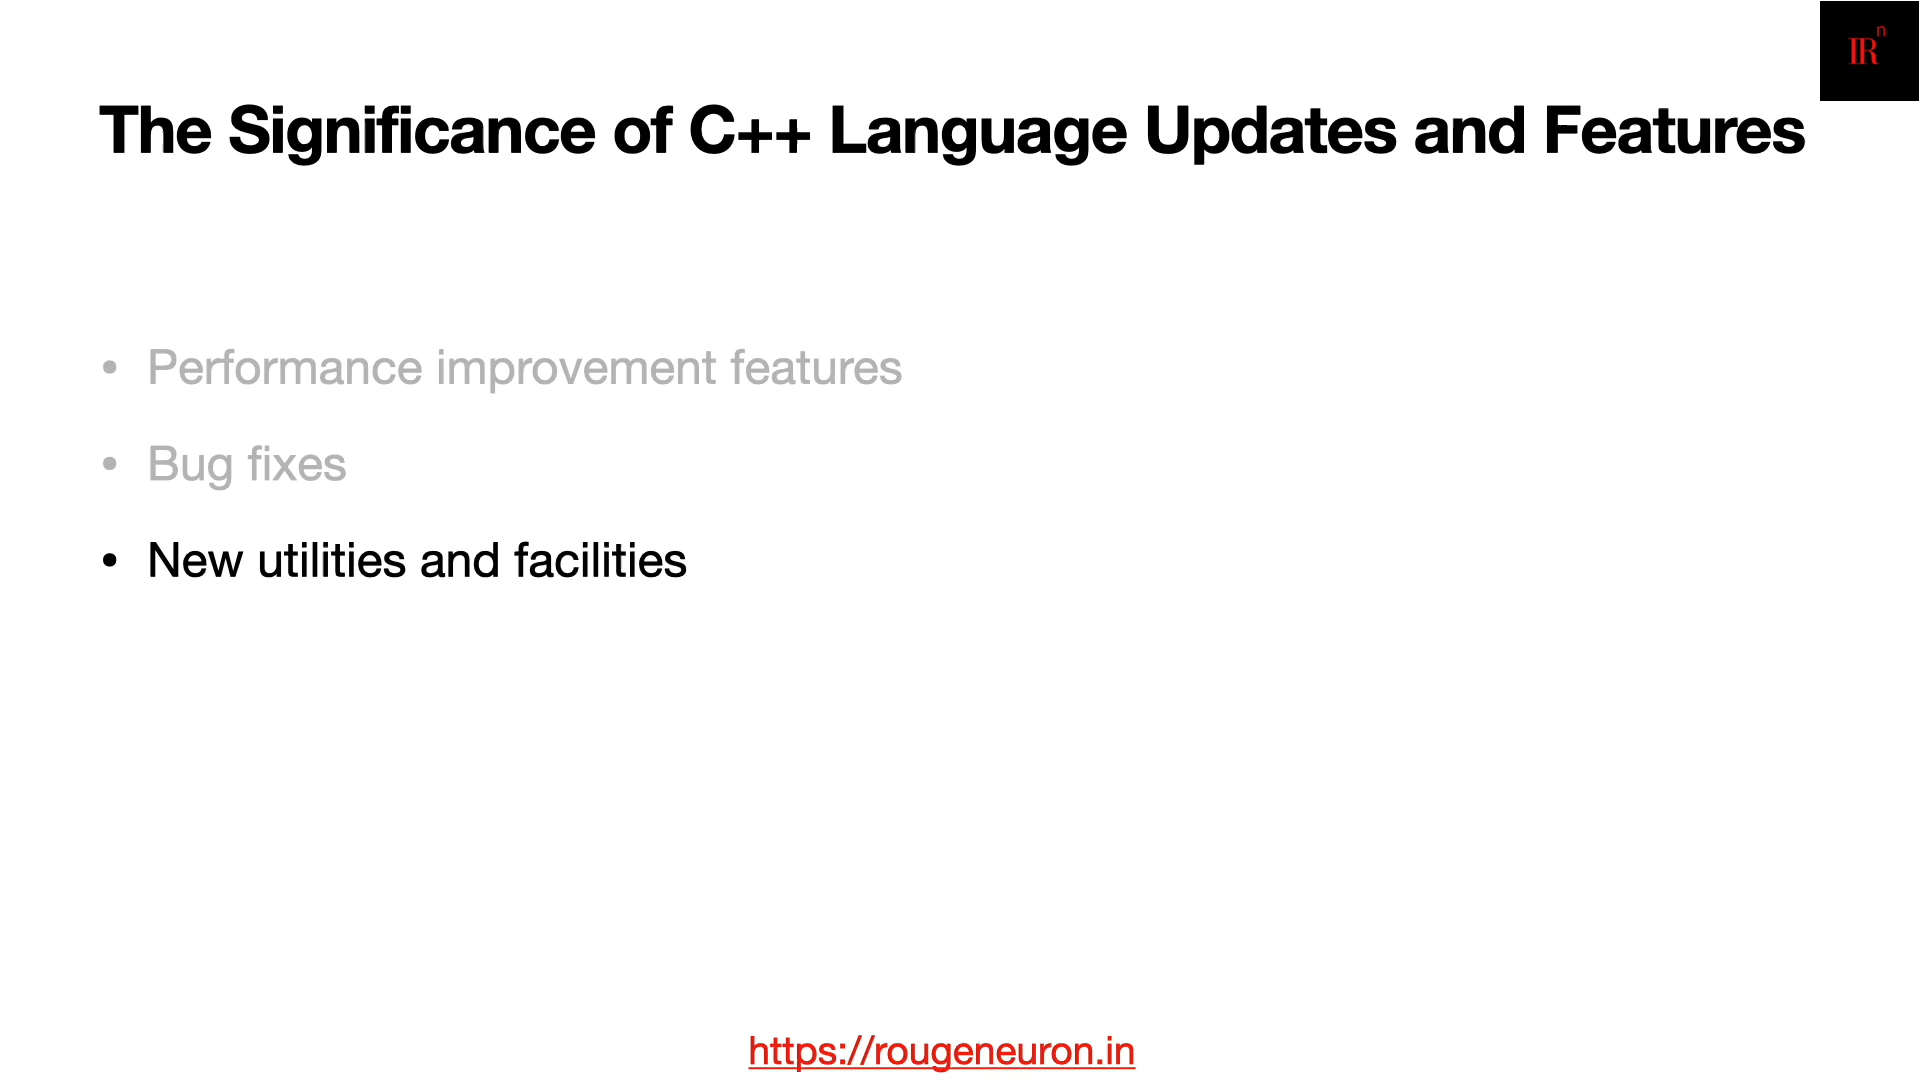 IRⁿ
The Significance of C++ Language Updates and Features
• Performance improvement features
• Bug fixes
• New utilities and facilities
https://rougeneuron.in